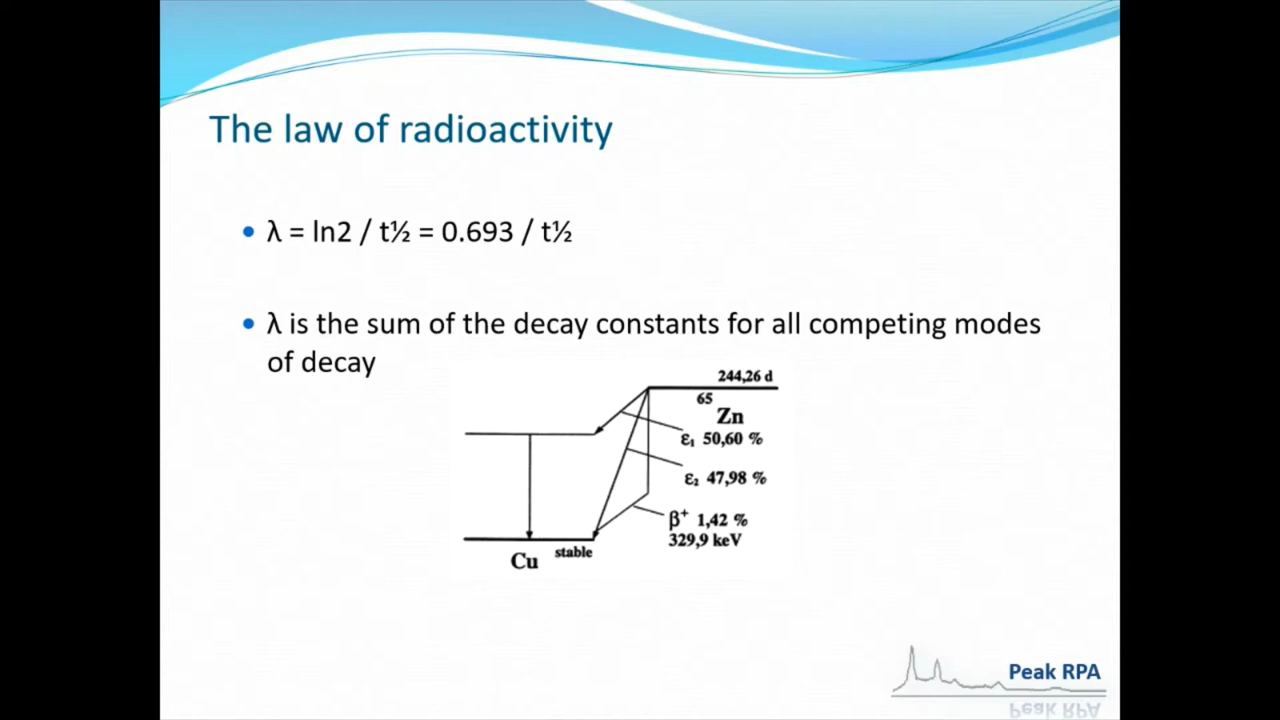 The law of radioactivity
• λ = ln2 / t½ = 0.693 / t½
• λ is the sum of the decay constants for all competing modes
of decay
244,26 d
65
Zn
ε₁ 50,60 %
ε₂ 47,98 %
β⁺ 1,42 %
329,9 keV
stable
Cu
Peak RPA